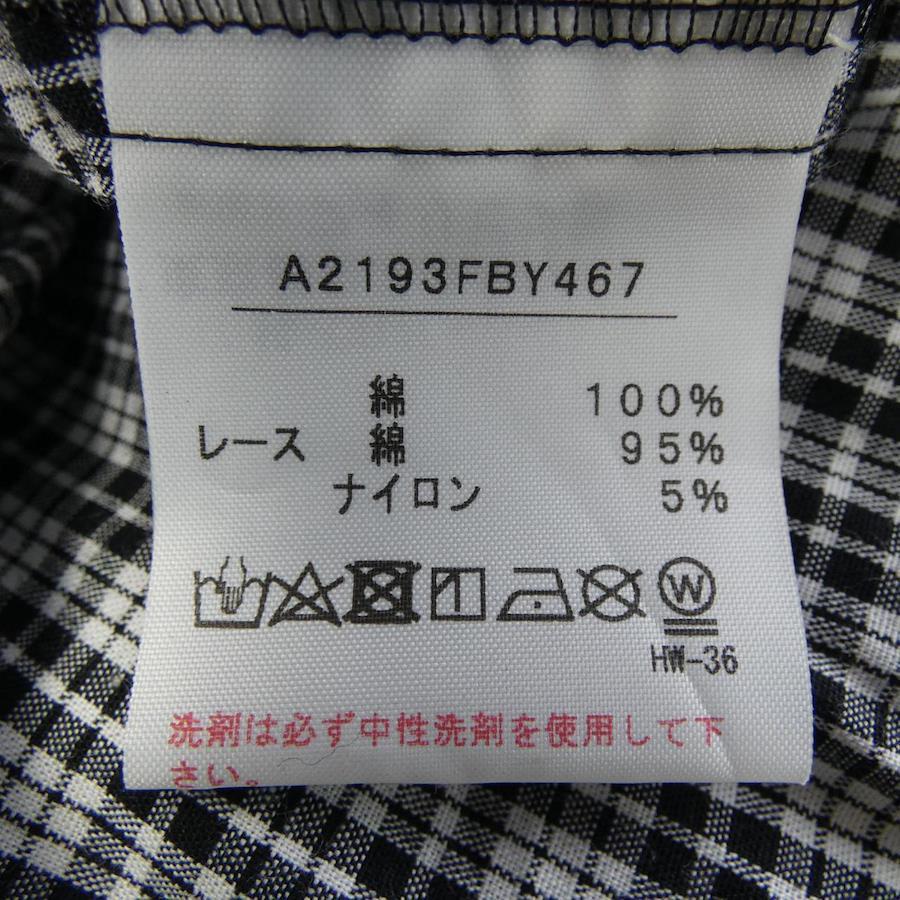 A2193FBY467
綿 100%
レース 綿 95%
ナイロン 5%
W
HW-36
洗剤は必ず中性洗剤を使用して下
さい。